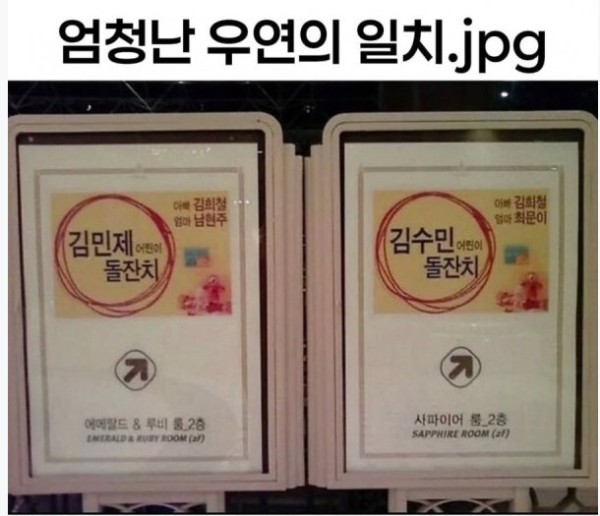 엄청난 우연의 일치.jpg
아빠 김희철
엄마 남현주
김민제 어린이
돌잔치
에메랄드 & 루비 룸_2층
EMERALD & RUBY ROOM (2F)
아빠 김희철
엄마 최문이
김수민 어린이
돌잔치
사파이어 룸_2층
SAPPHIRE ROOM (2F)